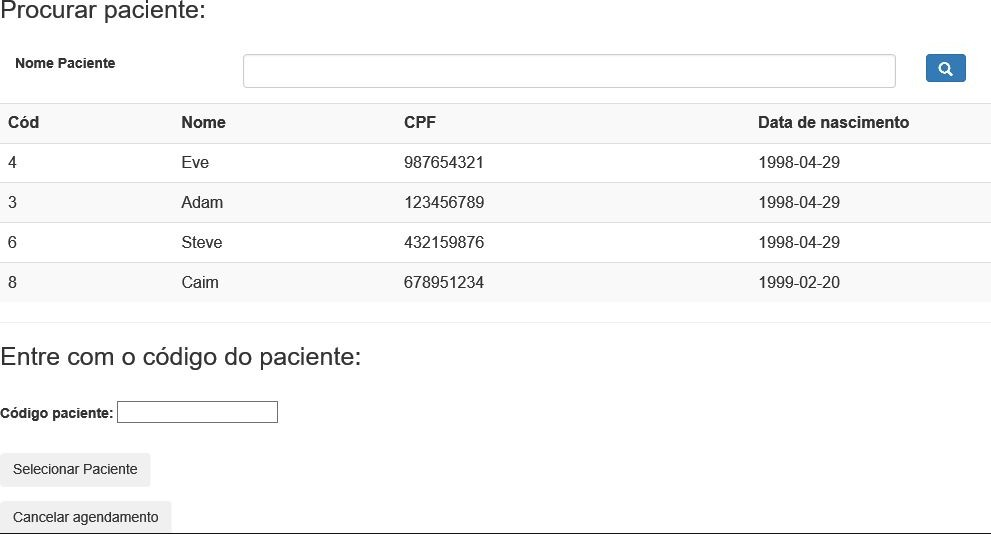 Procurar paciente:
Nome Paciente
Cód Nome CPF Data de nascimento
4 Eve 987654321 1998-04-29
3 Adam 123456789 1998-04-29
6 Steve 432159876 1998-04-29
8 Caim 678951234 1999-02-20
Entre com o código do paciente:
Código paciente:
Selecionar Paciente
Cancelar agendamento